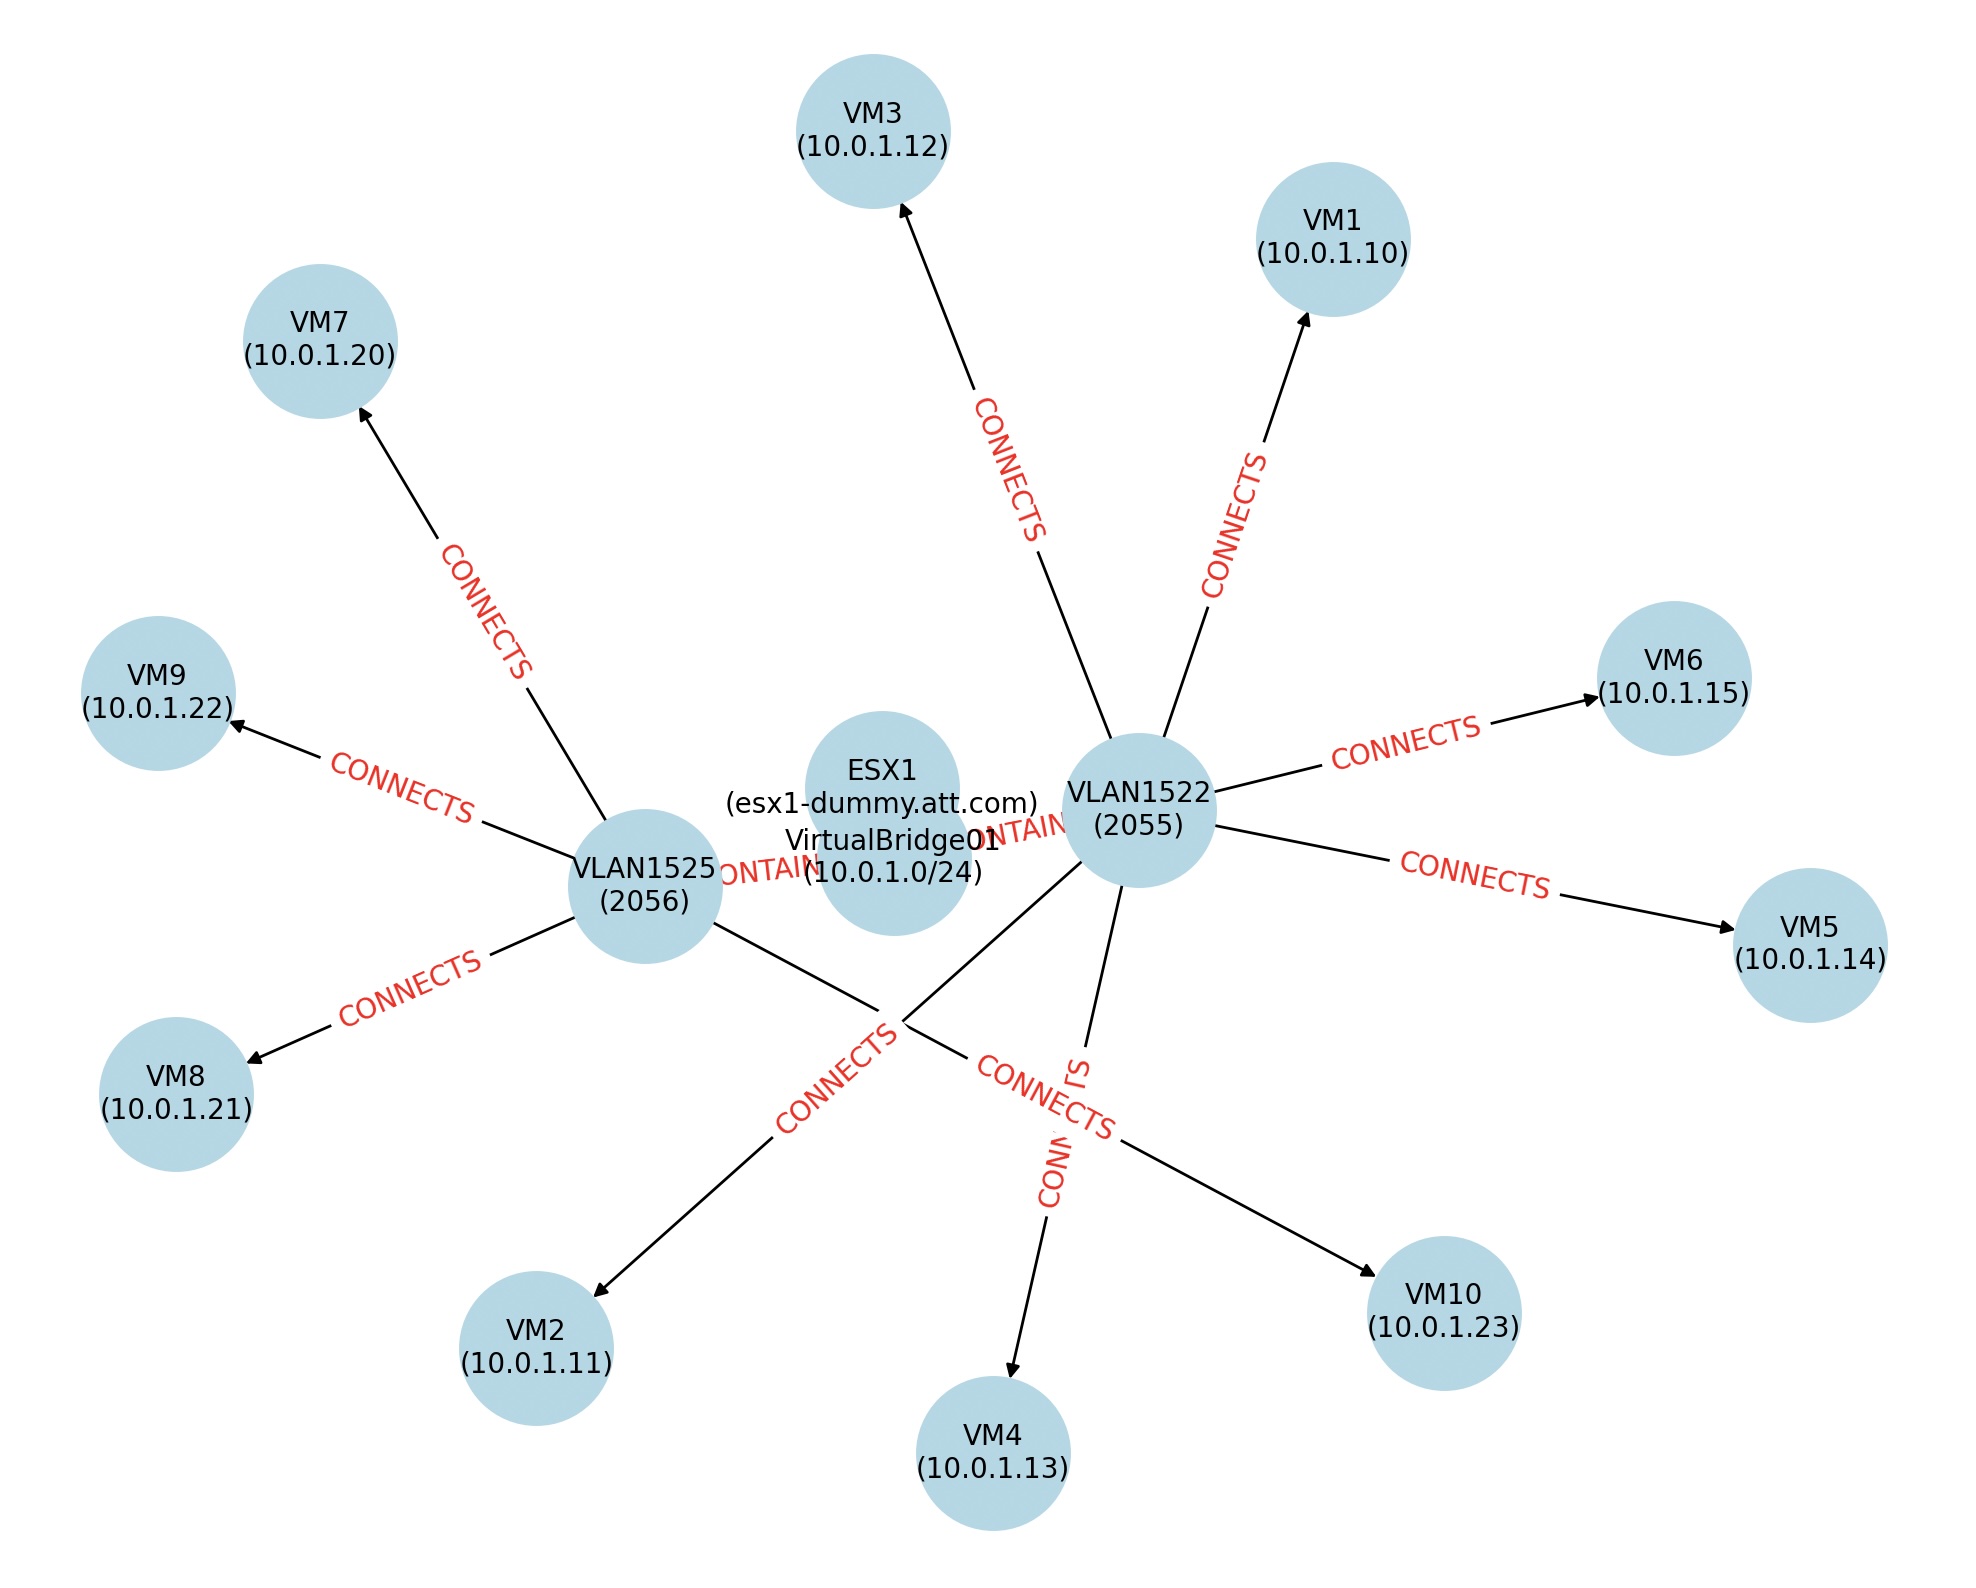 VM3
(10.0.1.12)
VM1
(10.0.1.10)
VM7
(10.0.1.20)
CONNECTS
CONNECTS
CONNECTS
VM9
(10.0.1.22)
VM6
(10.0.1.15)
CONNECTS
CONNECTS
ESX1
(esx1-dummy.att.com)
VirtualBridge01
(10.0.1.0/24)
VLAN1522
(2055)
ONTAIN
ONTAIN
VLAN1525
(2056)
CONNECTS
VM5
(10.0.1.14)
CONNECTS
VM8
(10.0.1.21)
CONNECTS
CONNECTS
VM2
(10.0.1.11)
VM10
(10.0.1.23)
VM4
(10.0.1.13)